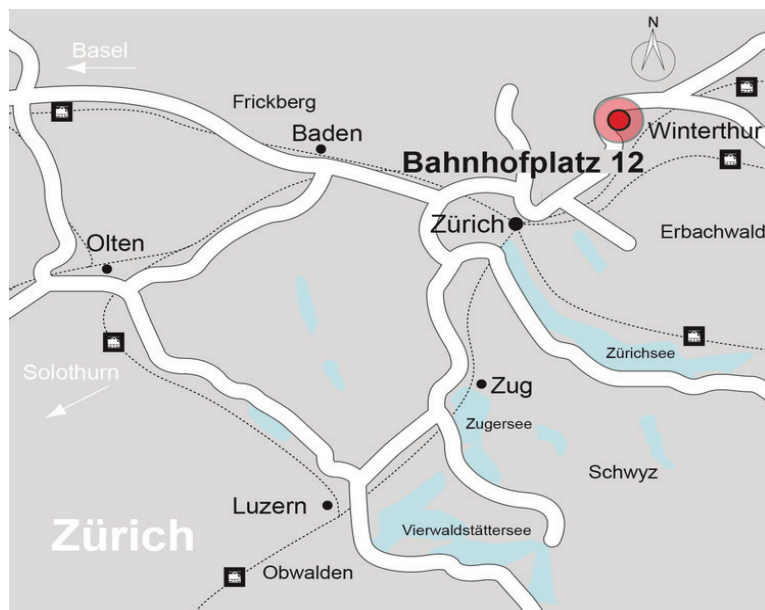 N
Basel
Frickberg
Baden
Winterthur
Bahnhofplatz 12
Zürich
Erbachwald
Olten
Zürichsee
Solothurn
Zug
Zugersee
Schwyz
Luzern
Vierwaldstättersee
Zürich
Obwalden